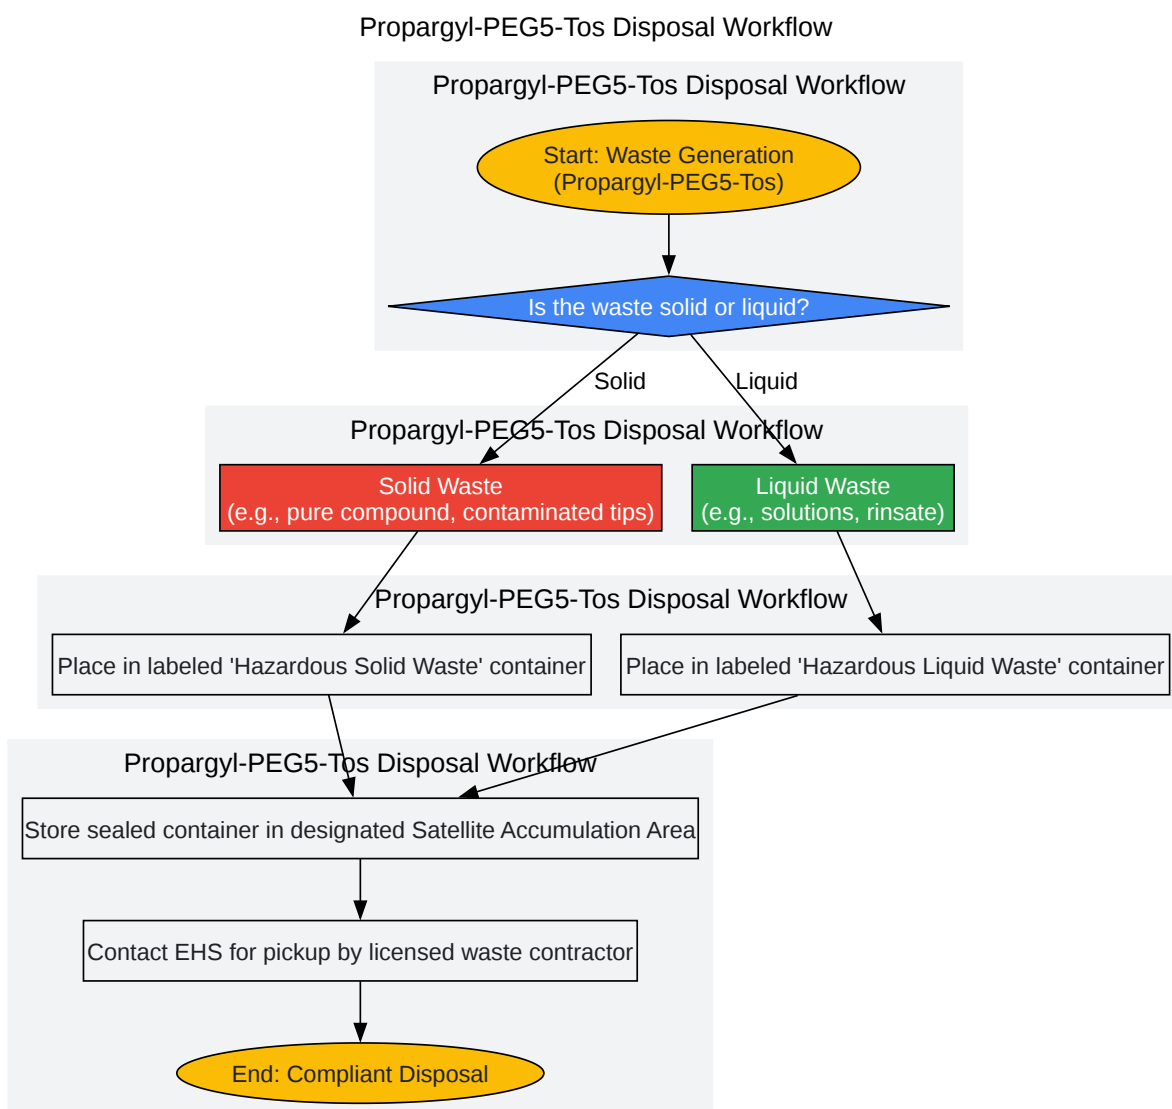 Propargyl-PEG5-Tos Disposal Workflow
Propargyl-PEG5-Tos Disposal Workflow
Start: Waste Generation
(Propargyl-PEG5-Tos)
Is the waste solid or liquid?
Solid
Liquid
Propargyl-PEG5-Tos Disposal Workflow
Solid Waste
(e.g., pure compound, contaminated tips)
Liquid Waste
(e.g., solutions, rinsate)
Propargyl-PEG5-Tos Disposal Workflow
Place in labeled 'Hazardous Solid Waste' container
Place in labeled 'Hazardous Liquid Waste' container
Propargyl-PEG5-Tos Disposal Workflow
Store sealed container in designated Satellite Accumulation Area
Contact EHS for pickup by licensed waste contractor
End: Compliant Disposal